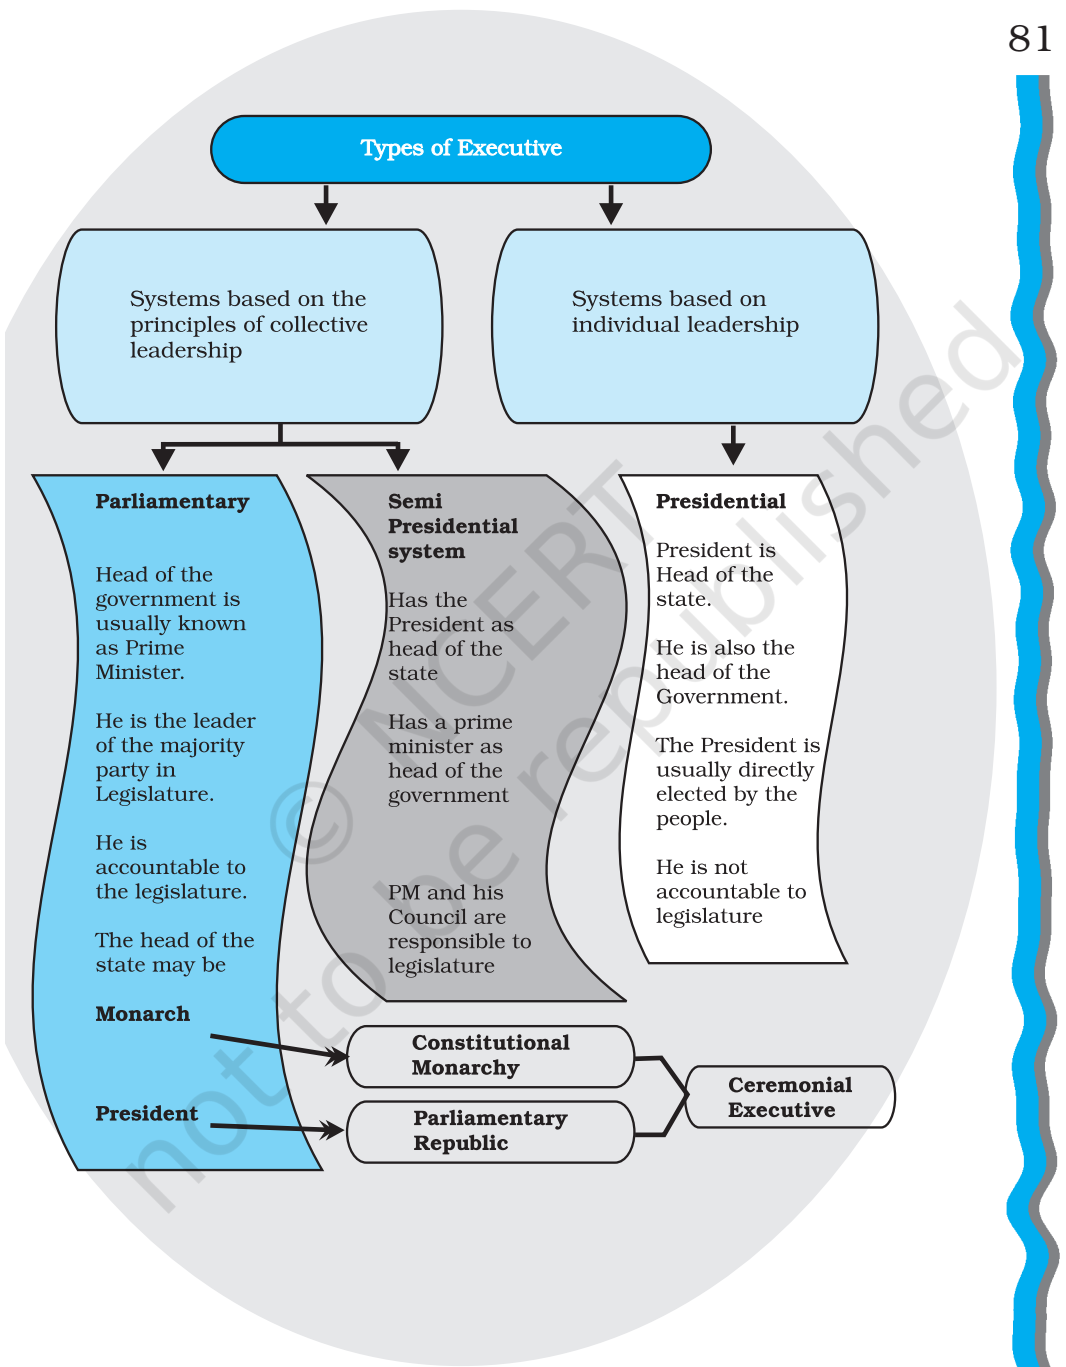 81
Types of Executive
Systems based on the
principles of collective
leadership
Systems based on
individual leadership
Parliamentary
Head of the
government is
usually known
as Prime
Minister.
He is the leader
of the majority
party in
Legislature.
He is
accountable to
the legislature.
The head of the
state may be
Monarch
President
Semi
Presidential
system
Has the
President as
head of the
state
Has a prime
minister as
head of the
government
PM and his
Council are
responsible to
legislature
Presidential
President is
Head of the
state.
He is also the
head of the
Government.
The President is
usually directly
elected by the
people.
He is not
accountable to
legislature
Constitutional
Monarchy
Parliamentary
Republic
Ceremonial
Executive
© NCERT
not to be republished